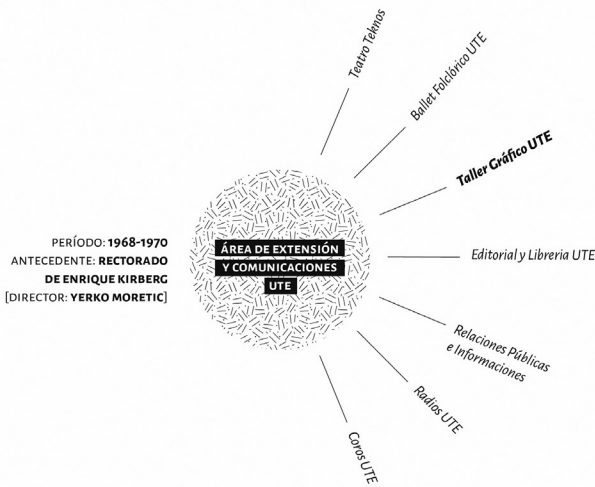 PERÍODO: 1968-1970
ANTECEDENTE: RECTORADO
DE ENRIQUE KIRBERG
[DIRECTOR: YERKO MORETIC]
ÁREA DE EXTENSIÓN
Y COMUNICACIONES
UTE
Teatro Teknos
Ballet Folclórico UTE
Taller Gráfico UTE
Editorial y Libreria UTE
Relaciones Públicas
e Informaciones
Radios UTE
Coros UTE